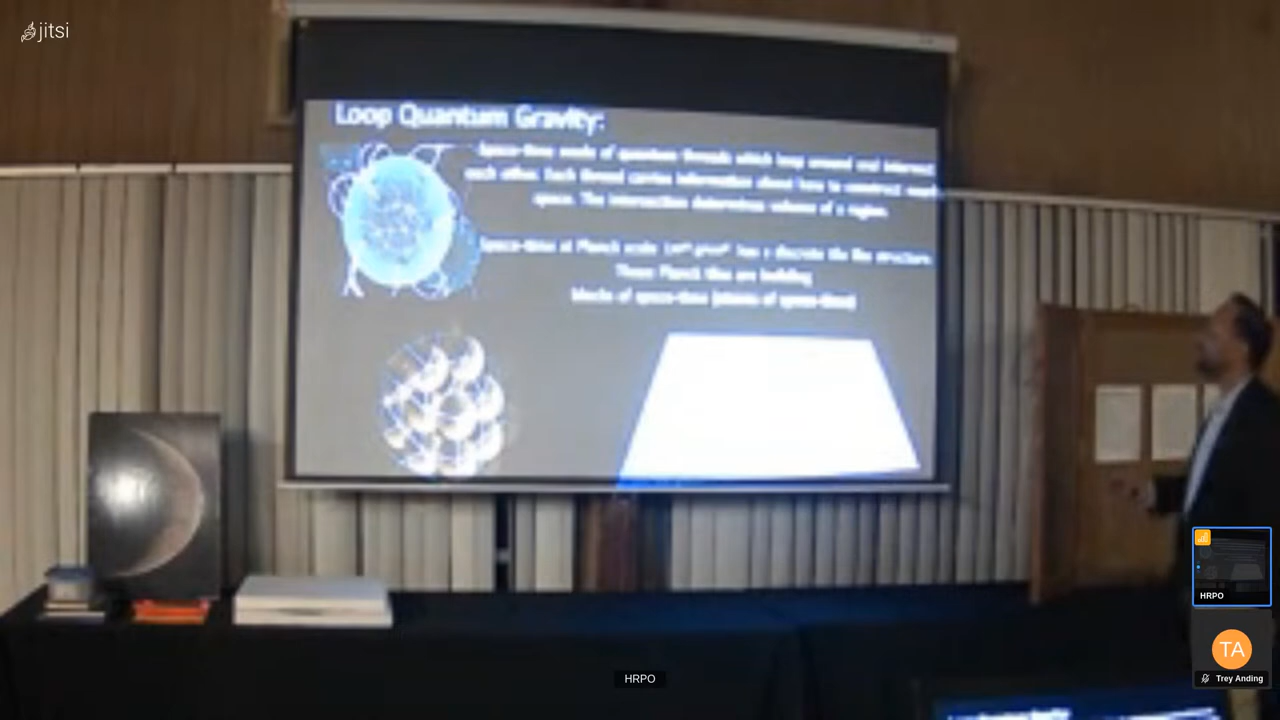 jitsi
Loop Quantum Gravity:
Space-time made of quantum threads which loop around and intersect
each other. Each thread carries information about how to construct
space. The intersection determines volume of a region.
Space-time at Planck scale has a discrete tile like structure.
These Planck tiles are building
blocks of space-time (atoms of space-time)
HRPO
TA
Trey Anding
HRPO